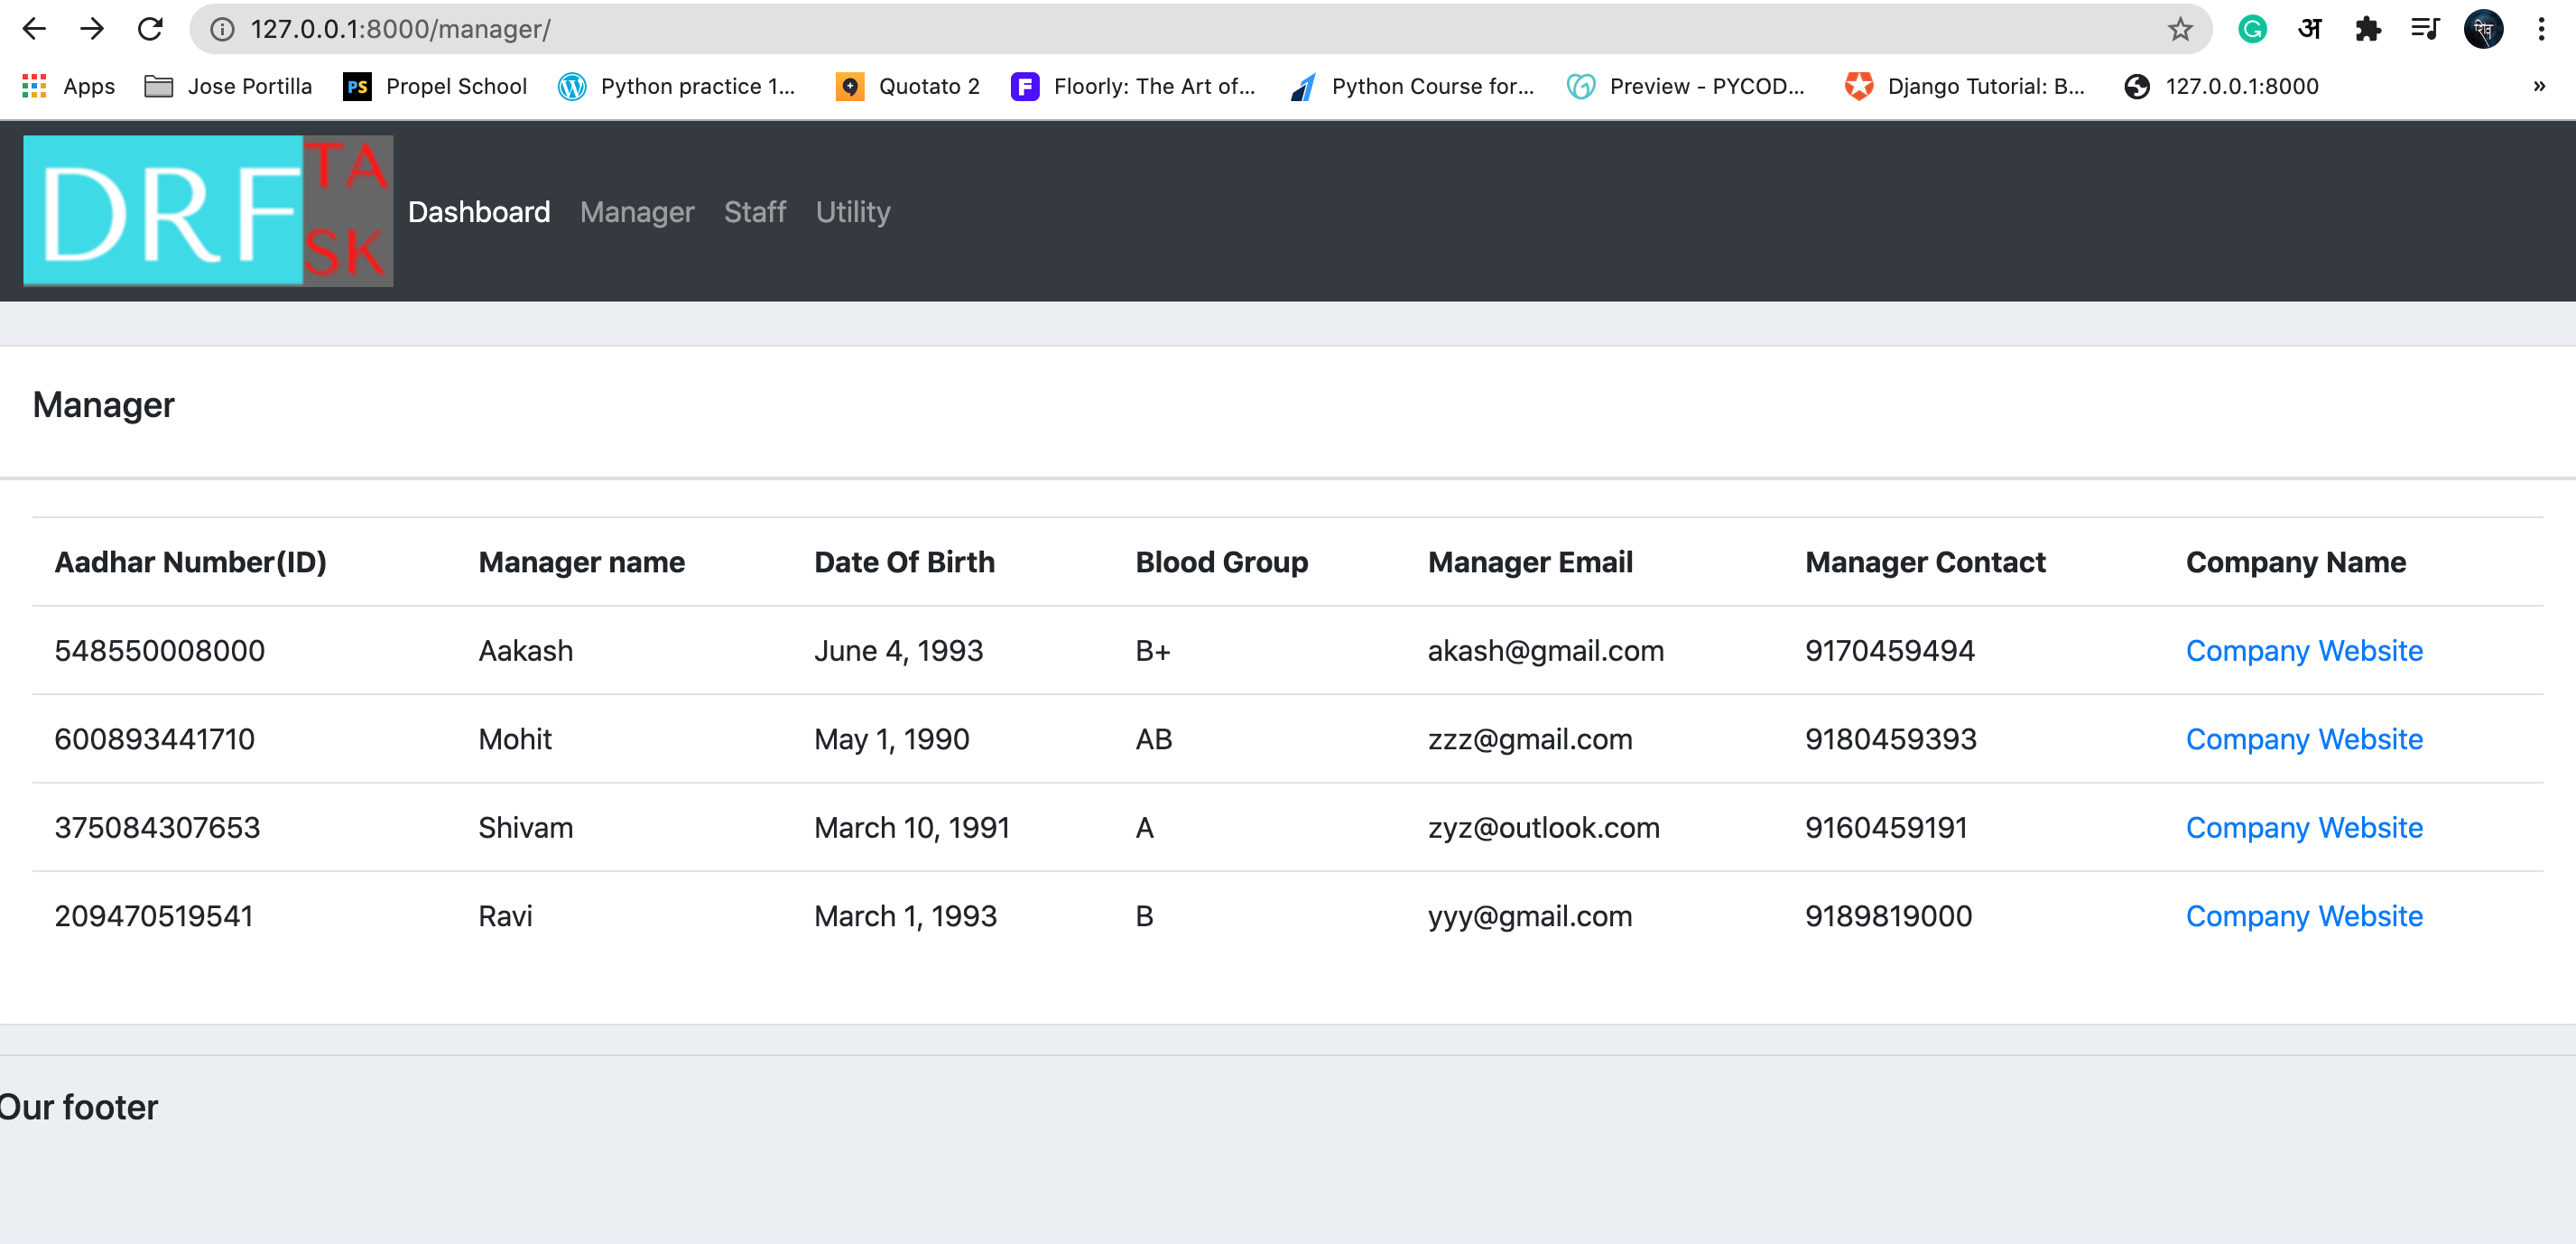 127.0.0.1:8000/manager/
अ
शिव
Apps Jose Portilla PS Propel School Python practice 1... Quotato 2 F Floorly: The Art of... Python Course for... Preview - PYCOD... Django Tutorial: B... 127.0.0.1:8000 »
DRF TA SK Dashboard Manager Staff Utility
Manager
Aadhar Number(ID) Manager name Date Of Birth Blood Group Manager Email Manager Contact Company Name
548550008000 Aakash June 4, 1993 B+ akash@gmail.com 9170459494 Company Website
600893441710 Mohit May 1, 1990 AB zzz@gmail.com 9180459393 Company Website
375084307653 Shivam March 10, 1991 A zyz@outlook.com 9160459191 Company Website
209470519541 Ravi March 1, 1993 B yyy@gmail.com 9189819000 Company Website
Our footer